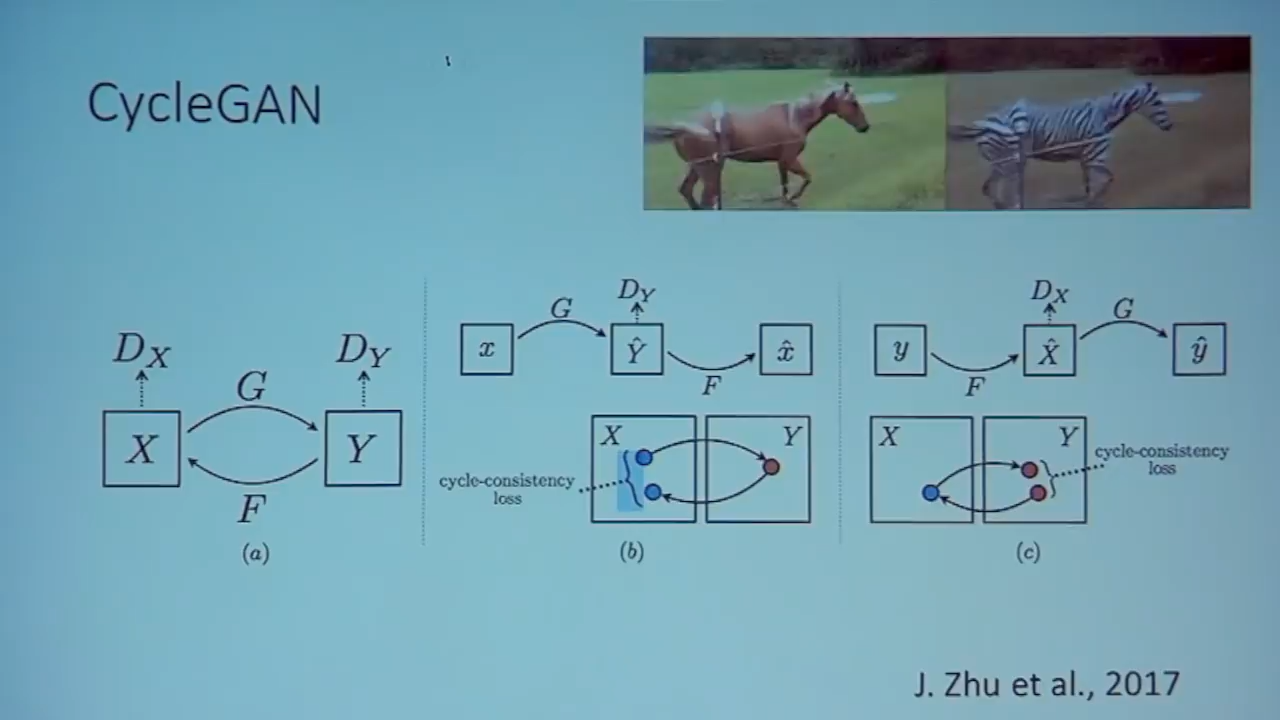 CycleGAN
D_X
D_Y
G
X
Y
F
(a)
x
G
D_Y
Ŷ
F
x̂
X
Y
cycle-consistency
loss
(b)
y
F
D_X
X̂
G
ŷ
X
Y
cycle-consistency
loss
(c)
J. Zhu et al., 2017